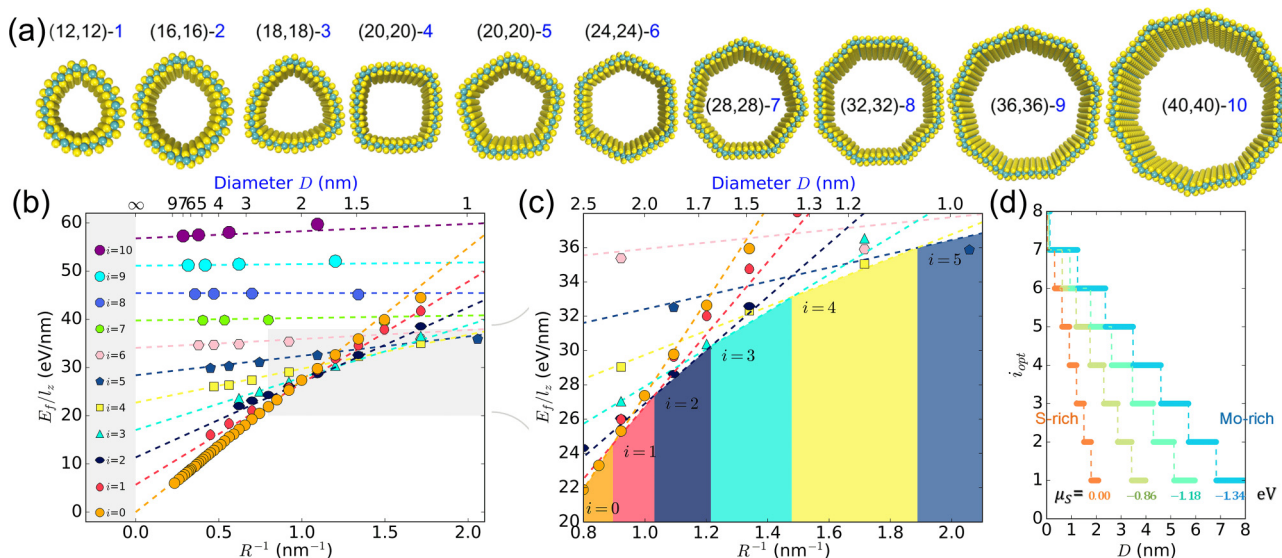 (a)
(12,12)-1
(16,16)-2
(18,18)-3
(20,20)-4
(20,20)-5
(24,24)-6
(28,28)-7
(32,32)-8
(36,36)-9
(40,40)-10
(b)
Diameter D (nm)
∞ 9 7 6 5 4 3 2 1.5 1
60
50
40
30
20
10
0
E_f/l_z (eV/nm)
i=10
i=9
i=8
i=7
i=6
i=5
i=4
i=3
i=2
i=1
i=0
0.0 0.5 1.0 1.5 2.0
R⁻¹ (nm⁻¹)
(c)
Diameter D (nm)
2.5 2.0 1.7 1.5 1.3 1.2 1.0
36
34
32
30
28
26
24
22
20
E_f/l_z (eV/nm)
i=0
i=1
i=2
i=3
i=4
i=5
0.8 1.0 1.2 1.4 1.6 1.8 2.0
R⁻¹ (nm⁻¹)
(d)
8
7
6
5
4
3
2
1
0
i_opt
S-rich
Mo-rich
μ_S= 0.00 −0.86 −1.18 −1.34 eV
0 1 2 3 4 5 6 7 8
D (nm)